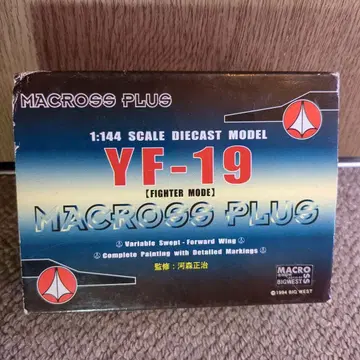 MACROSS PLUS
1:144 SCALE DIECAST MODEL
YF-19
[FIGHTER MODE]
MACROSS PLUS
Variable Swept - Forward Wing
Complete Painting with Detailed Markings
監修：河森正治
MACROSS
BIGWEST
©1994 BIG WEST